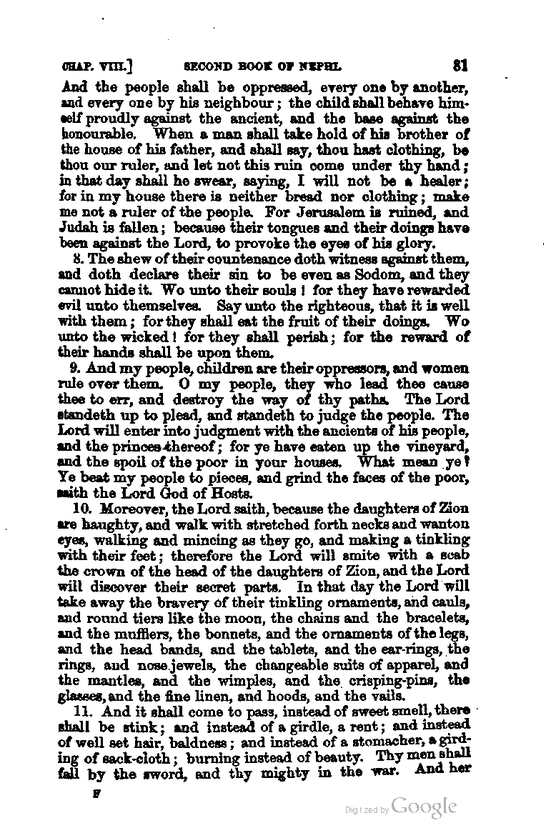 CHAP. VIII.] SECOND BOOK OF NEPHI. 81
And the people shall be oppressed, every one by another,
and every one by his neighbour; the child shall behave him-
self proudly against the ancient, and the base against the
honourable. When a man shall take hold of his brother of
the house of his father, and shall say, thou hast clothing, be
thou our ruler, and let not this ruin come under thy hand;
in that day shall he swear, saying, I will not be a healer;
for in my house there is neither bread nor clothing; make
me not a ruler of the people. For Jerusalem is ruined, and
Judah is fallen; because their tongues and their doings have
been against the Lord, to provoke the eyes of his glory.
8. The shew of their countenance doth witness against them,
and doth declare their sin to be even as Sodom, and they
cannot hide it. Wo unto their souls! for they have rewarded
evil unto themselves. Say unto the righteous, that it is well
with them; for they shall eat the fruit of their doings. Wo
unto the wicked! for they shall perish; for the reward of
their hands shall be upon them.
9. And my people, children are their oppressors, and women
rule over them. O my people, they who lead thee cause
thee to err, and destroy the way of thy paths. The Lord
standeth up to plead, and standeth to judge the people. The
Lord will enter into judgment with the ancients of his people,
and the princes thereof; for ye have eaten up the vineyard,
and the spoil of the poor in your houses. What mean ye?
Ye beat my people to pieces, and grind the faces of the poor,
saith the Lord God of Hosts.
10. Moreover, the Lord saith, because the daughters of Zion
are haughty, and walk with stretched forth necks and wanton
eyes, walking and mincing as they go, and making a tinkling
with their feet; therefore the Lord will smite with a scab
the crown of the head of the daughters of Zion, and the Lord
will discover their secret parts. In that day the Lord will
take away the bravery of their tinkling ornaments, and cauls,
and round tiers like the moon, the chains and the bracelets,
and the mufflers, the bonnets, and the ornaments of the legs,
and the head bands, and the tablets, and the ear-rings, the
rings, and nose jewels, the changeable suits of apparel, and
the mantles, and the wimples, and the crisping-pins, the
glasses, and the fine linen, and hoods, and the vails.
11. And it shall come to pass, instead of sweet smell, there
shall be stink; and instead of a girdle, a rent; and instead
of well set hair, baldness; and instead of a stomacher, a gird-
ing of sack-cloth; burning instead of beauty. Thy men shall
fall by the sword, and thy mighty in the war. And her
F
Digitized by Google